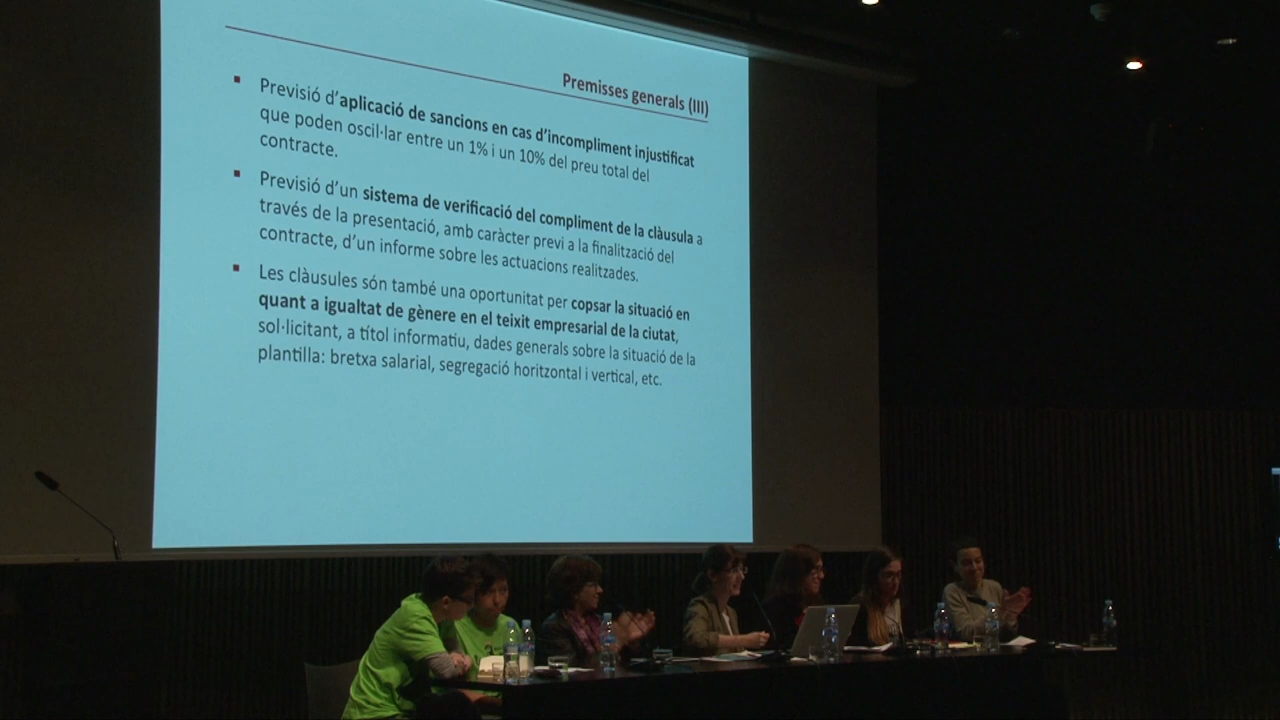 Premisses generals (III)
Previsió d'aplicació de sancions en cas d'incompliment injustificat
que poden oscil·lar entre un 1% i un 10% del preu total del
contracte.
Previsió d'un sistema de verificació del compliment de la clàusula a
través de la presentació, amb caràcter previ a la finalització del
contracte, d'un informe sobre les actuacions realitzades.
Les clàusules són també una oportunitat per copsar la situació en
quant a igualtat de gènere en el teixit empresarial de la ciutat,
sol·licitant, a títol informatiu, dades generals sobre la situació de la
plantilla: bretxa salarial, segregació horitzontal i vertical, etc.